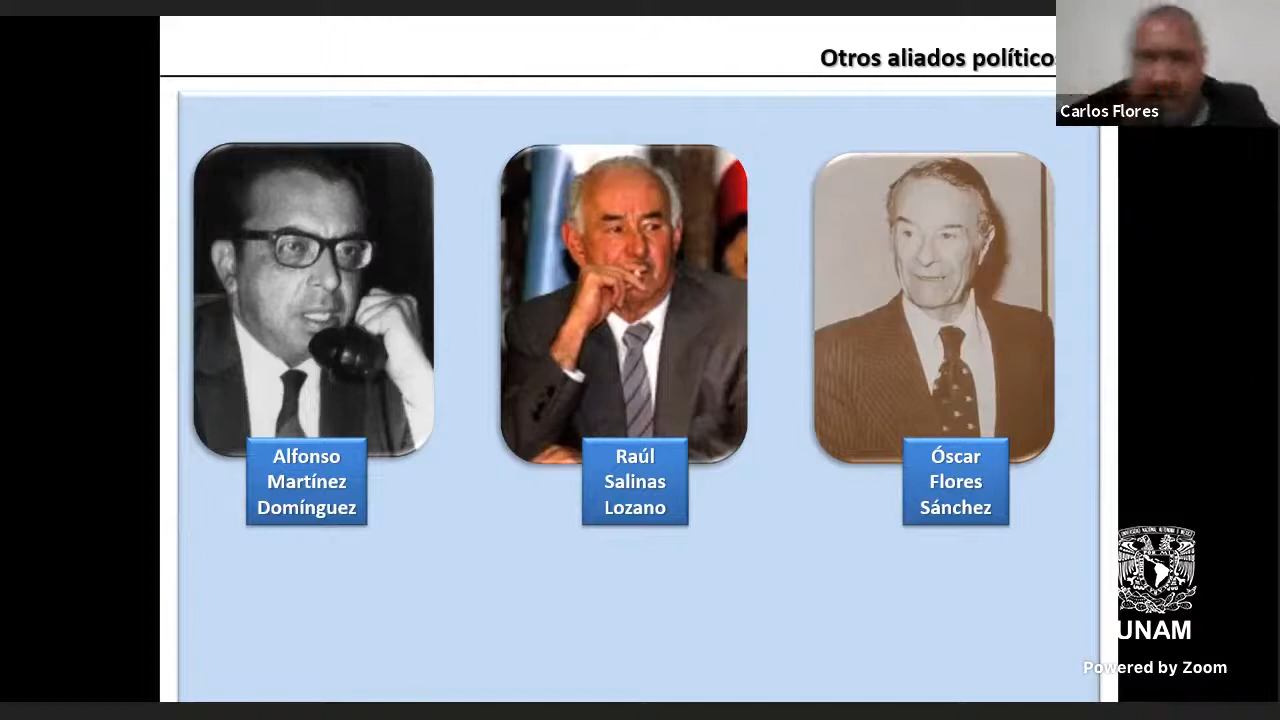 Otros aliados político
Carlos Flores
Alfonso
Martínez
Domínguez
Raúl
Salinas
Lozano
Óscar
Flores
Sánchez
UNAM
Powered by Zoom